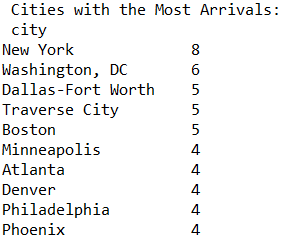 Cities with the Most Arrivals:
city
New York 8
Washington, DC 6
Dallas-Fort Worth 5
Traverse City 5
Boston 5
Minneapolis 4
Atlanta 4
Denver 4
Philadelphia 4
Phoenix 4